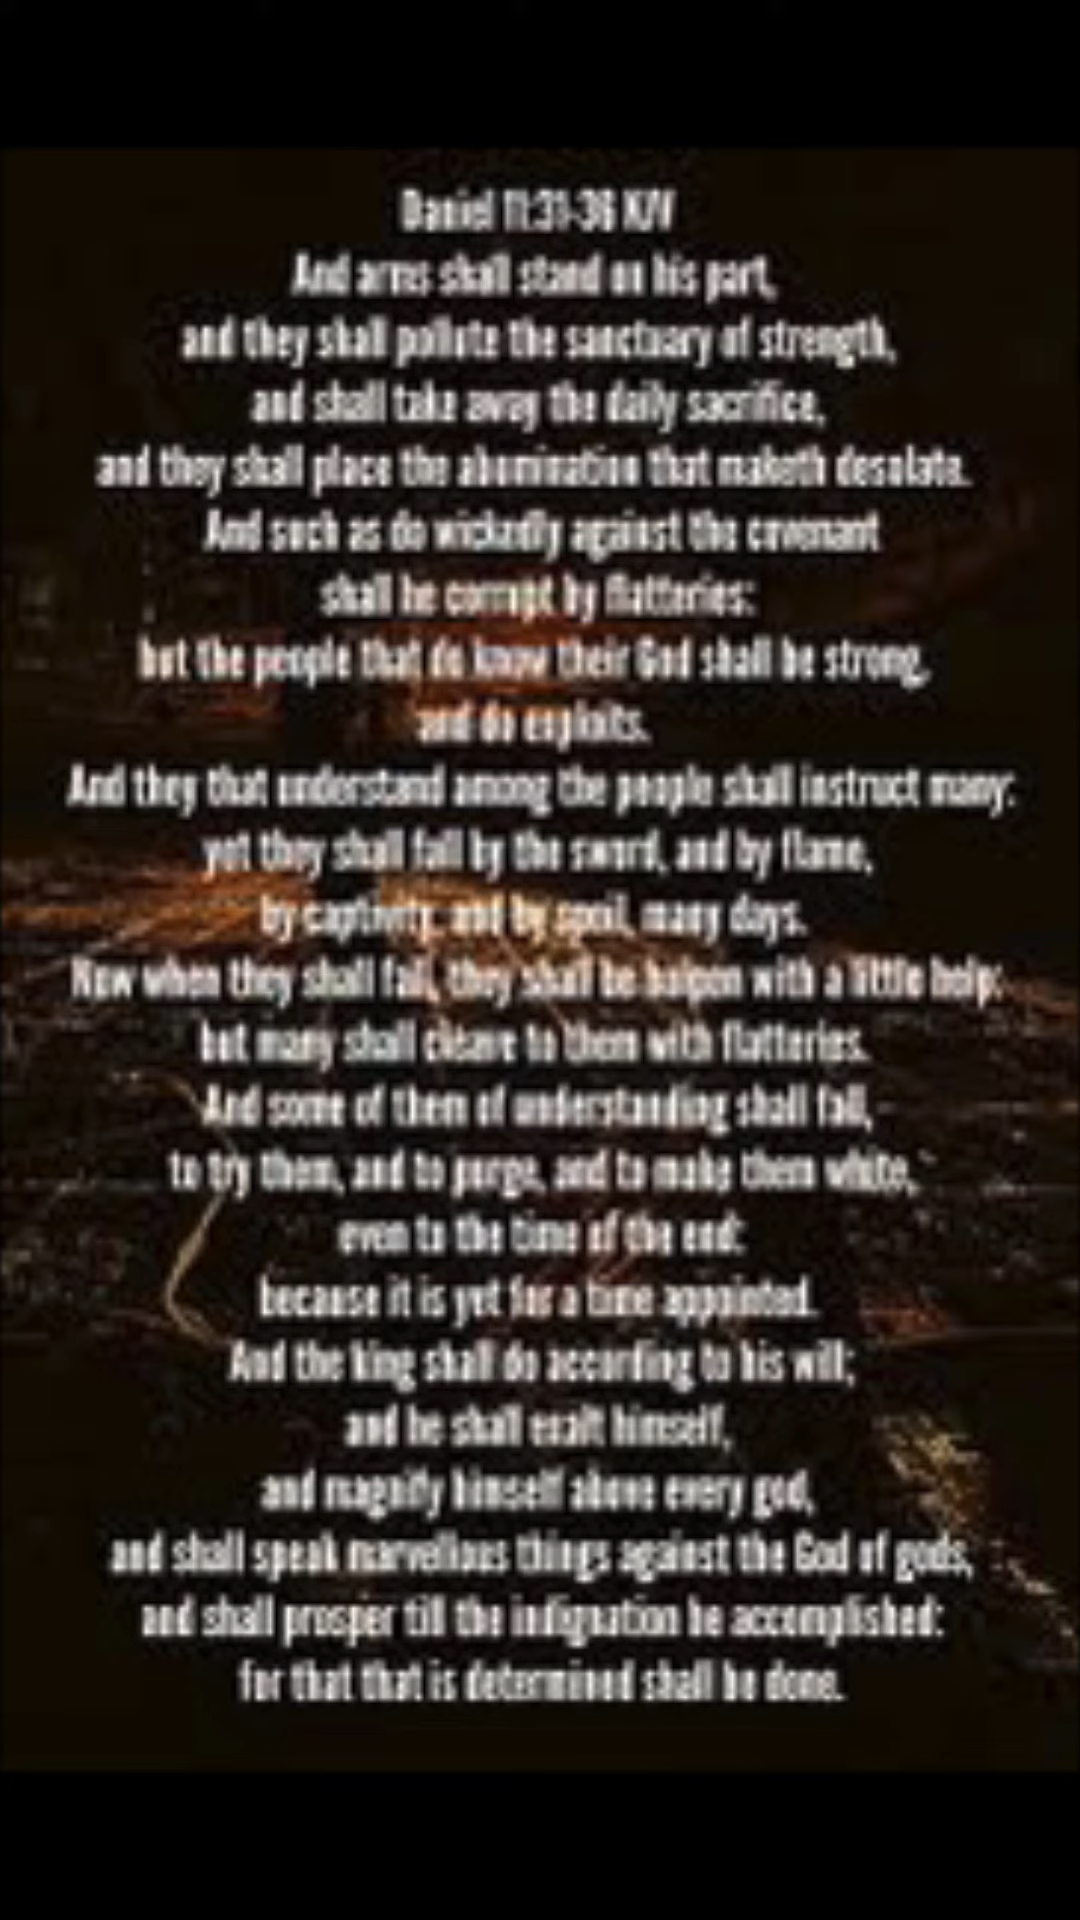 Daniel 11:31-36 KJV
And arms shall stand on his part,
and they shall pollute the sanctuary of strength,
and shall take away the daily sacrifice,
and they shall place the abomination that maketh desolate.
And such as do wickedly against the covenant
shall he corrupt by flatteries:
but the people that do know their God shall be strong,
and do exploits.
And they that understand among the people shall instruct many:
yet they shall fall by the sword, and by flame,
by captivity, and by spoil, many days.
Now when they shall fall, they shall be holpen with a little help:
but many shall cleave to them with flatteries.
And some of them of understanding shall fall,
to try them, and to purge, and to make them white,
even to the time of the end:
because it is yet for a time appointed.
And the king shall do according to his will;
and he shall exalt himself,
and magnify himself above every god,
and shall speak marvellous things against the God of gods,
and shall prosper till the indignation be accomplished:
for that that is determined shall be done.